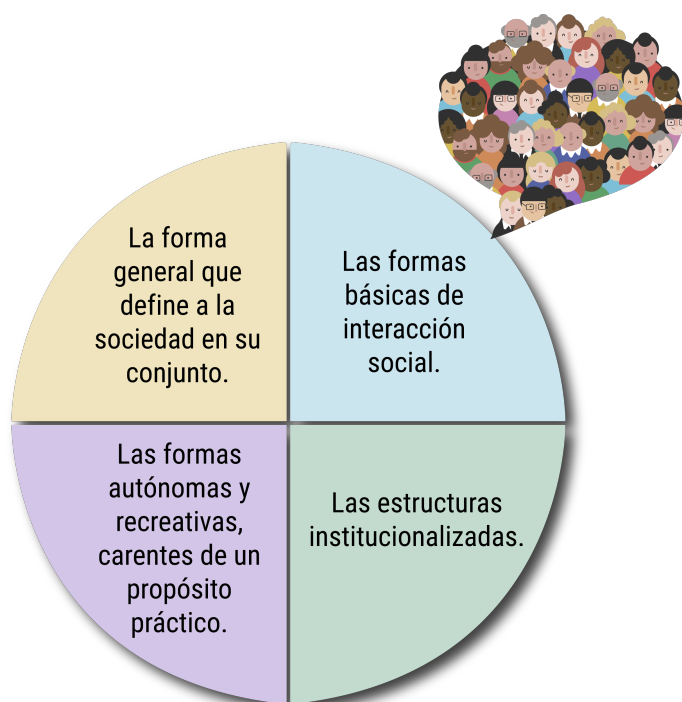 La forma
general que
define a la
sociedad en su
conjunto.
Las formas
básicas de
interacción
social.
Las formas
autónomas y
recreativas,
carentes de un
propósito
práctico.
Las estructuras
institucionalizadas.